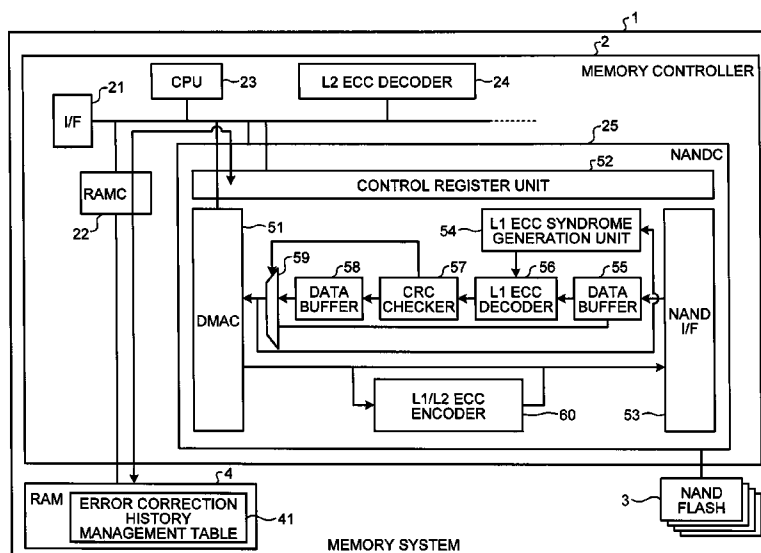 1
2
21
CPU
23
L2 ECC DECODER
24
MEMORY CONTROLLER
I/F
25
NANDC
52
CONTROL REGISTER UNIT
RAMC
22
51
54
L1 ECC SYNDROME
GENERATION UNIT
59
58
57
56
55
DMAC
DATA
BUFFER
CRC
CHECKER
L1 ECC
DECODER
DATA
BUFFER
NAND
I/F
L1/L2 ECC
ENCODER
60
53
4
RAM
ERROR CORRECTION
HISTORY
MANAGEMENT TABLE
41
3
NAND
FLASH
MEMORY SYSTEM